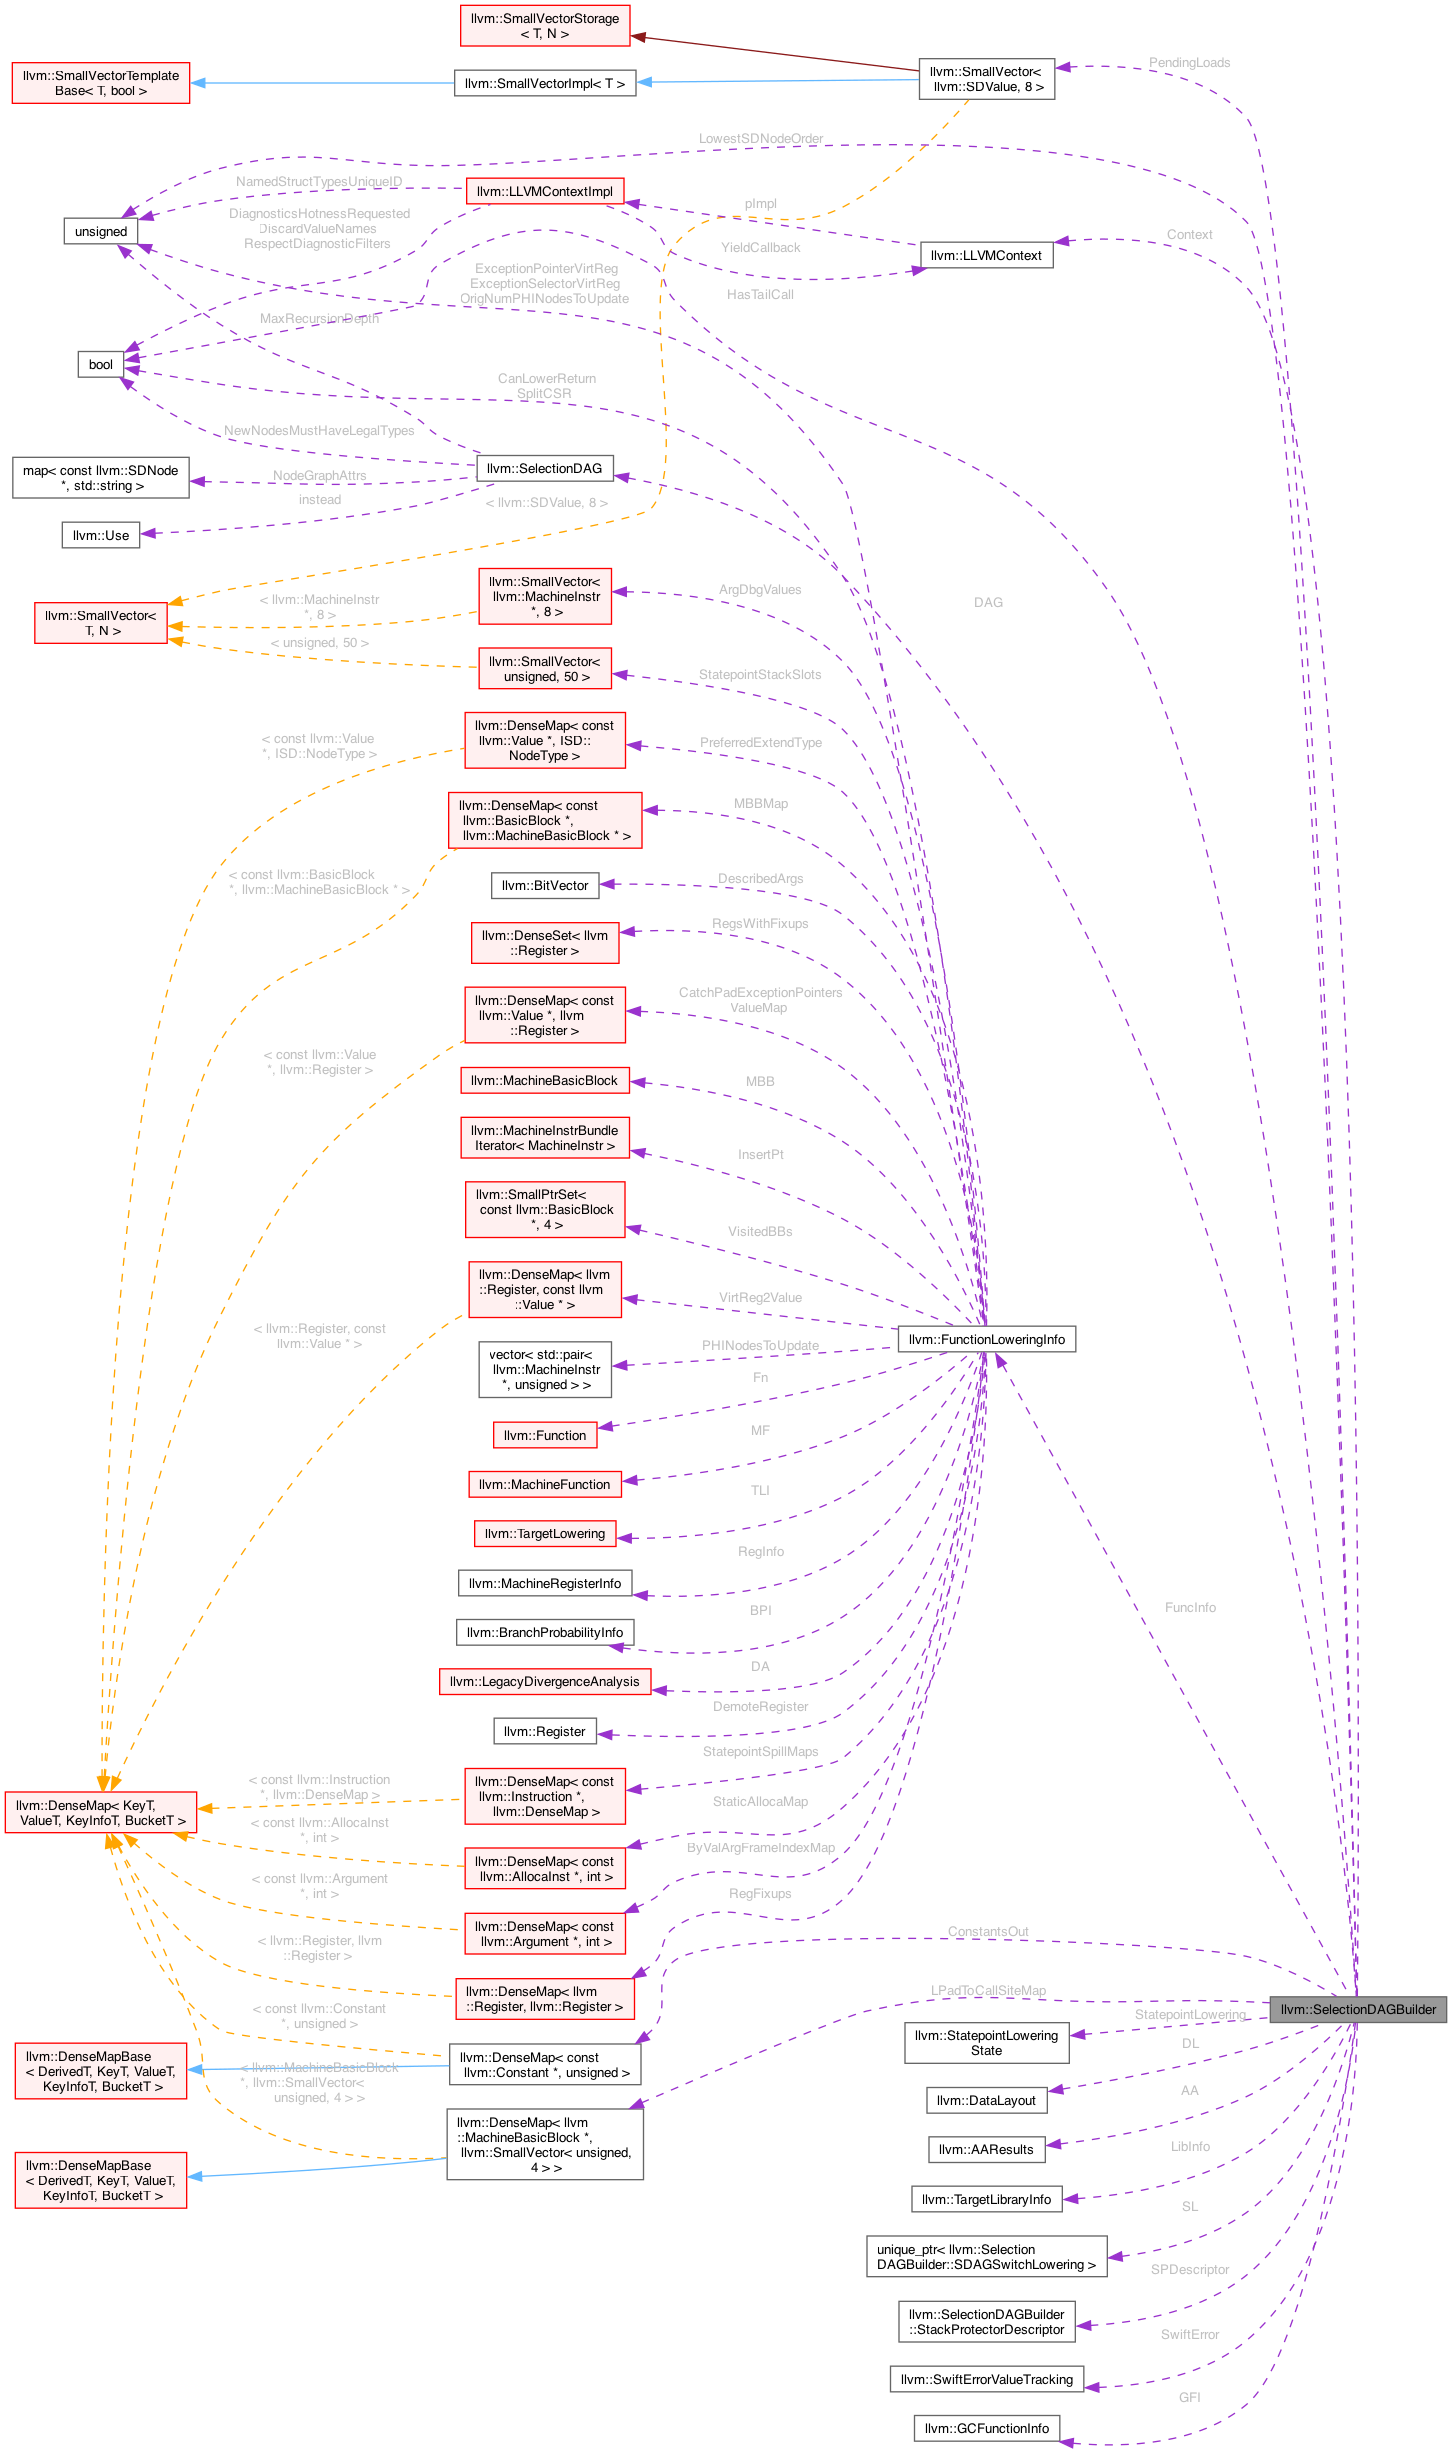 llvm::SmallVectorStorage
< T, N >
llvm::SmallVectorTemplate
Base< T, bool >
llvm::SmallVectorImpl< T >
llvm::SmallVector<
llvm::SDValue, 8 >
PendingLoads
LowestSDNodeOrder
NamedStructTypesUniqueID
llvm::LLVMContextImpl
pImpl
unsigned
DiagnosticsHotnessRequested
DiscardValueNames
RespectDiagnosticFilters
YieldCallback
llvm::LLVMContext
Context
ExceptionPointerVirtReg
ExceptionSelectorVirtReg
OrigNumPHINodesToUpdate
HasTailCall
MaxRecursionDepth
bool
CanLowerReturn
SplitCSR
NewNodesMustHaveLegalTypes
map< const llvm::SDNode
*, std::string >
NodeGraphAttrs
llvm::SelectionDAG
instead
< llvm::SDValue, 8 >
llvm::Use
llvm::SmallVector<
T, N >
< llvm::MachineInstr
*, 8 >
< unsigned, 50 >
llvm::SmallVector<
llvm::MachineInstr
*, 8 >
ArgDbgValues
DAG
llvm::SmallVector<
unsigned, 50 >
StatepointStackSlots
< const llvm::Value
*, ISD::NodeType >
llvm::DenseMap< const
llvm::Value *, ISD::
NodeType >
PreferredExtendType
llvm::DenseMap< const
llvm::BasicBlock *,
llvm::MachineBasicBlock * >
MBBMap
< const llvm::BasicBlock
*, llvm::MachineBasicBlock * >
llvm::BitVector
DescribedArgs
llvm::DenseSet< llvm
::Register >
RegsWithFixups
llvm::DenseMap< const
llvm::Value *, llvm
::Register >
CatchPadExceptionPointers
ValueMap
< const llvm::Value
*, llvm::Register >
llvm::MachineBasicBlock
MBB
llvm::MachineInstrBundle
Iterator< MachineInstr >
InsertPt
llvm::SmallPtrSet<
const llvm::BasicBlock
*, 4 >
VisitedBBs
llvm::DenseMap< llvm
::Register, const llvm
::Value * >
VirtReg2Value
< llvm::Register, const
llvm::Value * >
llvm::FunctionLoweringInfo
vector< std::pair<
llvm::MachineInstr
*, unsigned > >
PHINodesToUpdate
Fn
llvm::Function
MF
llvm::MachineFunction
TLI
llvm::TargetLowering
RegInfo
llvm::MachineRegisterInfo
BPI
llvm::BranchProbabilityInfo
FuncInfo
DA
llvm::LegacyDivergenceAnalysis
DemoteRegister
llvm::Register
StatepointSpillMaps
llvm::DenseMap< const
llvm::Instruction *,
llvm::DenseMap >
< const llvm::Instruction
*, llvm::DenseMap >
llvm::DenseMap< KeyT,
ValueT, KeyInfoT, BucketT >
StaticAllocaMap
< const llvm::AllocaInst
*, int >
llvm::DenseMap< const
llvm::AllocaInst *, int >
ByValArgFrameIndexMap
< const llvm::Argument
*, int >
llvm::DenseMap< const
llvm::Argument *, int >
RegFixups
< llvm::Register, llvm
::Register >
llvm::DenseMap< llvm
::Register, llvm::Register >
ConstantsOut
LPadToCallSiteMap
llvm::SelectionDAGBuilder
< const llvm::Constant
*, unsigned >
StatepointLowering
llvm::StatepointLowering
State
llvm::DenseMapBase
< DerivedT, KeyT, ValueT,
KeyInfoT, BucketT >
llvm::DenseMap< const
llvm::Constant *, unsigned >
< llvm::MachineBasicBlock
*, llvm::SmallVector<
unsigned, 4 > >
DL
llvm::DataLayout
AA
llvm::DenseMap< llvm
::MachineBasicBlock *,
llvm::SmallVector< unsigned,
4 > >
llvm::AAResults
LibInfo
llvm::DenseMapBase
< DerivedT, KeyT, ValueT,
KeyInfoT, BucketT >
llvm::TargetLibraryInfo
SL
unique_ptr< llvm::Selection
DAGBuilder::SDAGSwitchLowering >
SPDescriptor
llvm::SelectionDAGBuilder
::StackProtectorDescriptor
SwiftError
llvm::SwiftErrorValueTracking
GFI
llvm::GCFunctionInfo